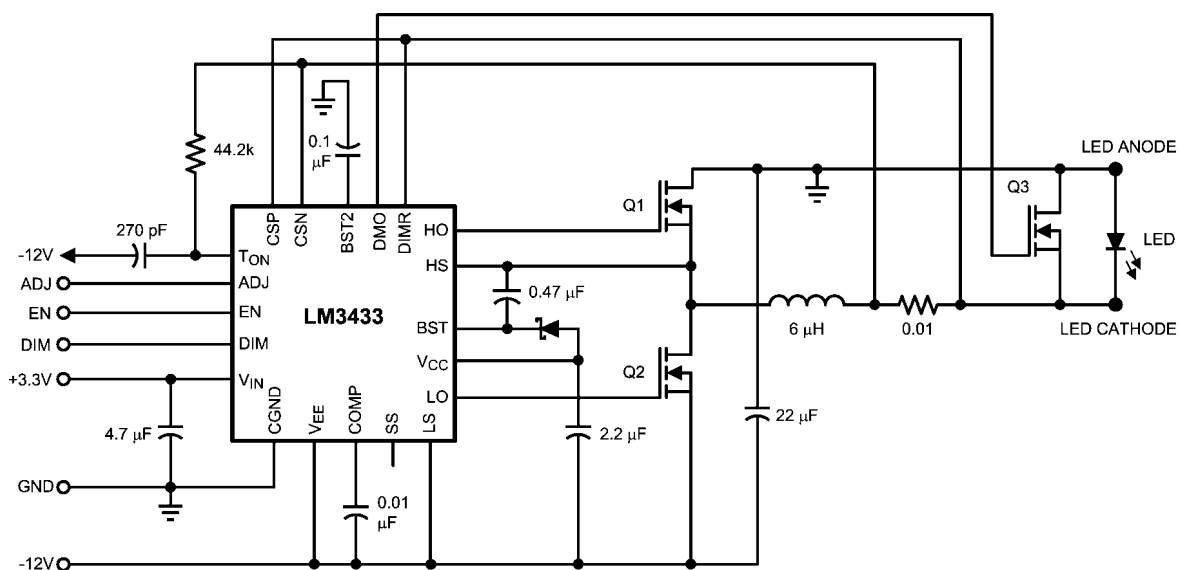 44.2k
0.1
µF
270 pF
-12V
ADJ
EN
DIM
+3.3V
4.7 µF
GND
-12V
CSP
CSN
BST2
DMO
DIMR
TON
ADJ
EN
DIM
VIN
LM3433
HO
HS
BST
VCC
LO
CGND
VEE
COMP
SS
LS
0.01
µF
0.47 µF
2.2 µF
Q1
Q2
22 µF
6 µH
0.01
Q3
LED ANODE
LED
LED CATHODE